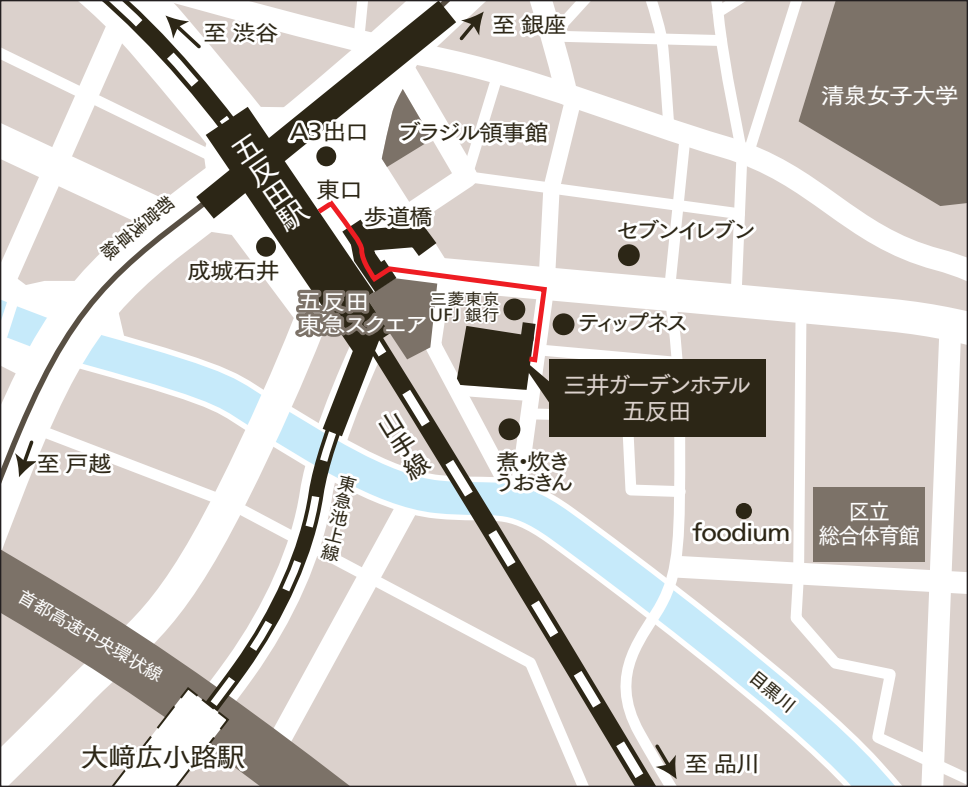 至 渋谷
至 銀座
清泉女子大学
A3出口
ブラジル領事館
五反田駅
東口
歩道橋
都営浅草線
セブンイレブン
成城石井
五反田
東急スクエア
三菱東京
UFJ 銀行
ティップネス
三井ガーデンホテル
五反田
山手線
至 戸越
煮・炊き
うおきん
東急池上線
foodium
区立
総合体育館
首都高速中央環状線
目黒川
大﨑広小路駅
至 品川